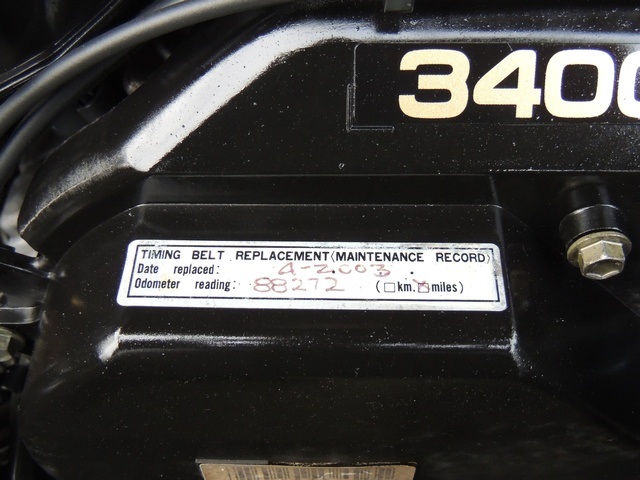 3400
TIMING BELT REPLACEMENT (MAINTENANCE RECORD)
Date replaced: 4-2003
Odometer reading: 88272 (□km. ☒miles)